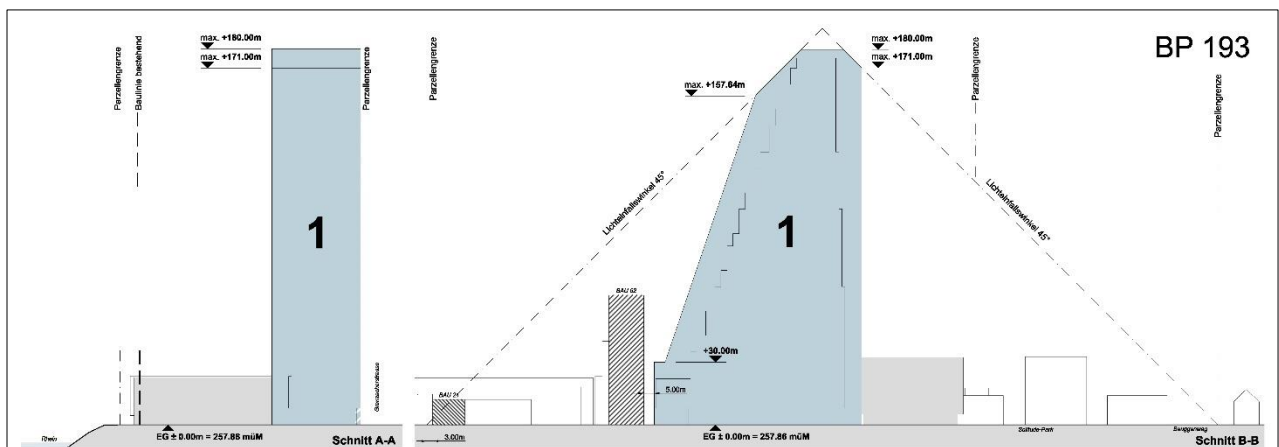 BP 193
Parzellengrenze
Baulinie bestehend
max. +180.00m
max. +171.00m
Parzellengrenze
1
Rhein
EG ± 0.00m = 257.86 müM
Schnitt A-A
Parzellengrenze
max. +157.64m
max. +180.00m
max. +171.00m
Parzellengrenze
Parzellengrenze
Lichteinfallswinkel 45°
Lichteinfallswinkel 45°
1
BAU 52
+30.00m
5.00m
BAU 21
3.00m
EG ± 0.00m = 257.86 müM
Solitude-Park
Schnitt B-B